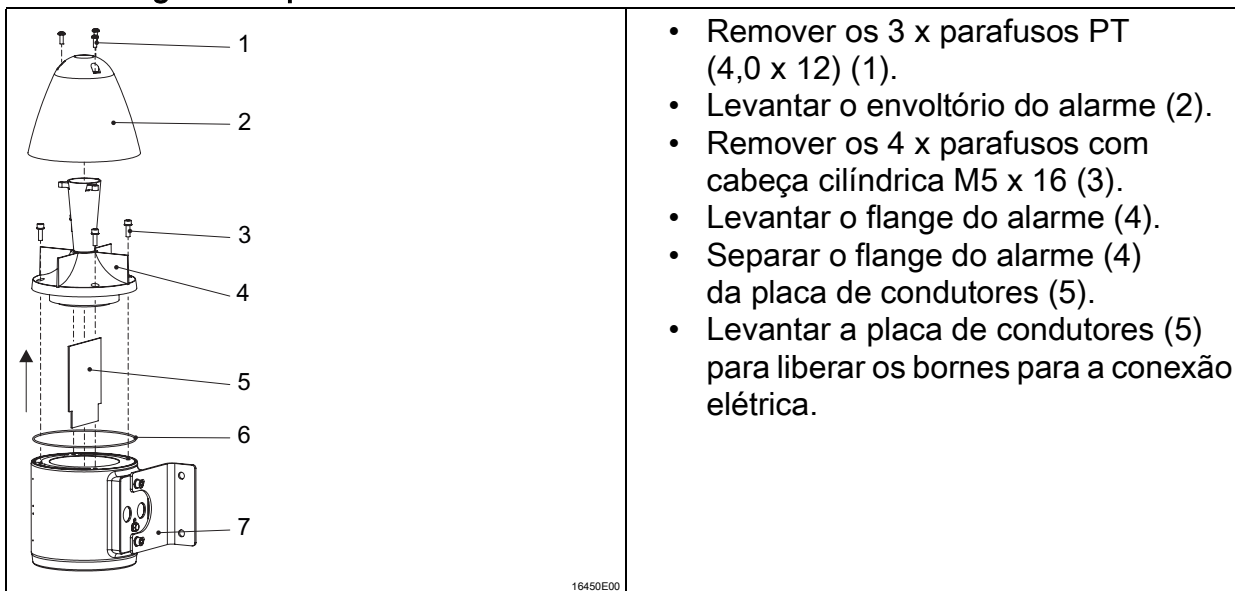 1
2
3
4
5
6
7
16450E00
• Remover os 3 x parafusos PT
(4,0 x 12) (1).
• Levantar o envoltório do alarme (2).
• Remover os 4 x parafusos com
cabeça cilíndrica M5 x 16 (3).
• Levantar o flange do alarme (4).
• Separar o flange do alarme (4)
da placa de condutores (5).
• Levantar a placa de condutores (5)
para liberar os bornes para a conexão
elétrica.